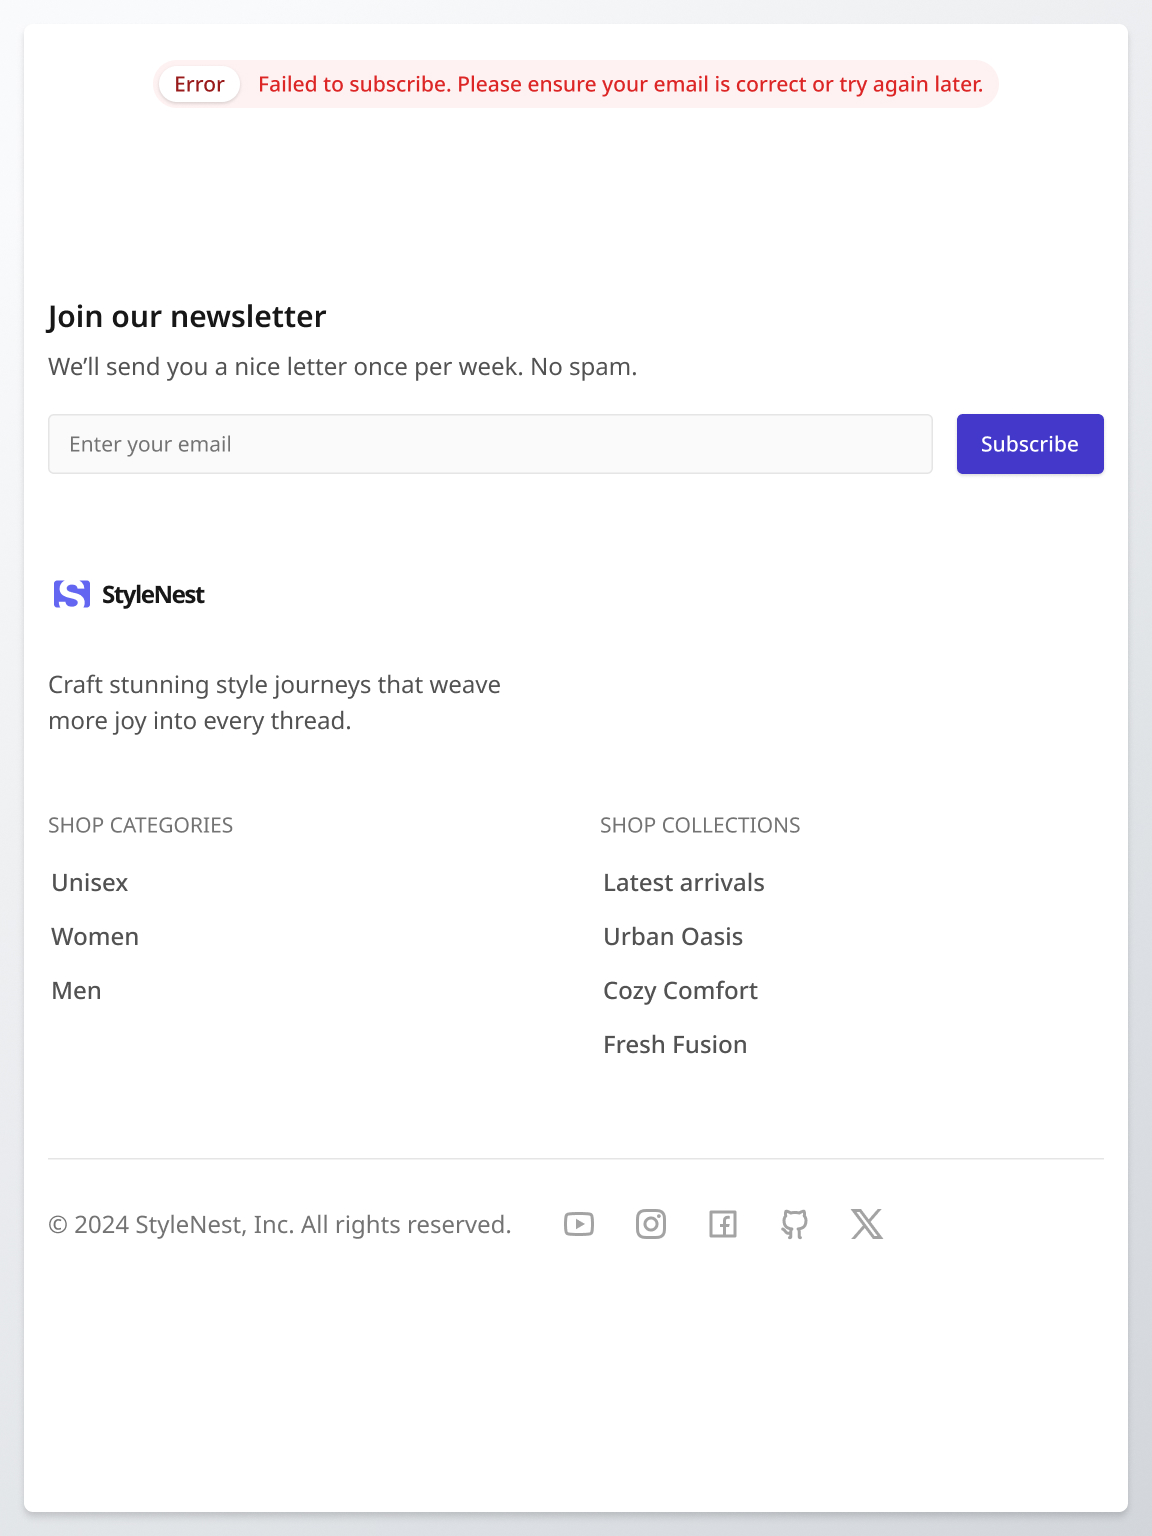 Error Failed to subscribe. Please ensure your email is correct or try again later.
Join our newsletter
We’ll send you a nice letter once per week. No spam.
Enter your email
Subscribe
StyleNest
Craft stunning style journeys that weave
more joy into every thread.
SHOP CATEGORIES
Unisex
Women
Men
SHOP COLLECTIONS
Latest arrivals
Urban Oasis
Cozy Comfort
Fresh Fusion
© 2024 StyleNest, Inc. All rights reserved.